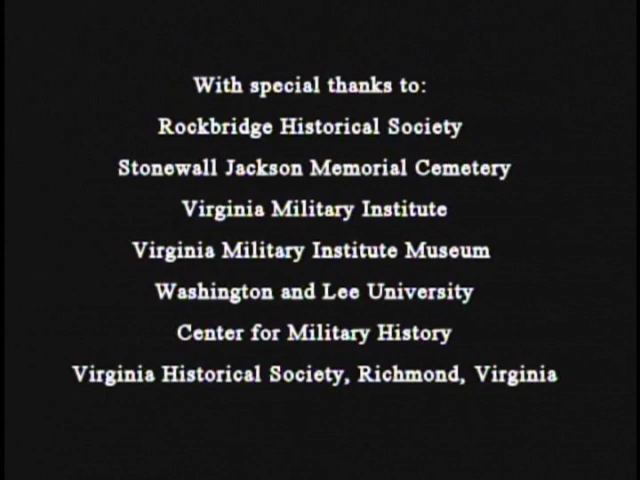 With special thanks to:
Rockbridge Historical Society
Stonewall Jackson Memorial Cemetery
Virginia Military Institute
Virginia Military Institute Museum
Washington and Lee University
Center for Military History
Virginia Historical Society, Richmond, Virginia